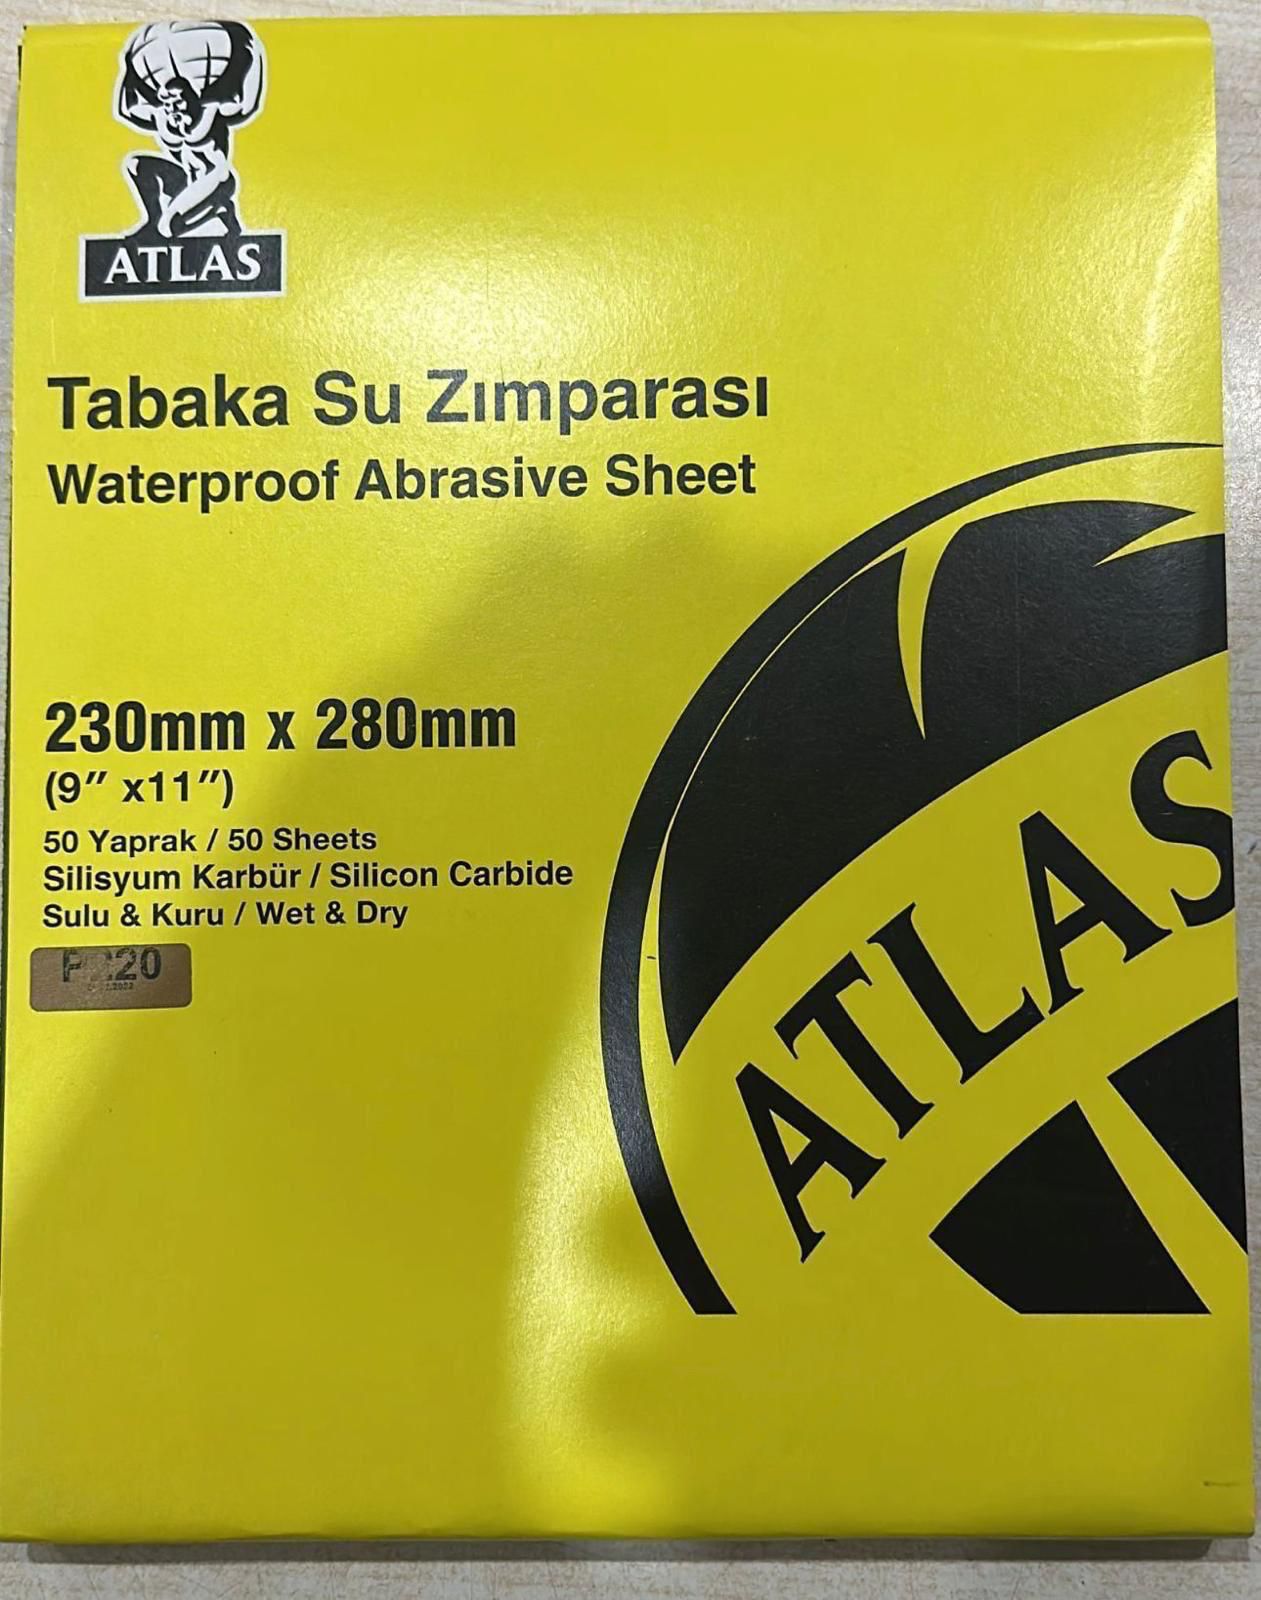 ATLAS
Tabaka Su Zımparası
Waterproof Abrasive Sheet
230mm x 280mm
(9" x11")
50 Yaprak / 50 Sheets
Silisyum Karbür / Silicon Carbide
Sulu & Kuru / Wet & Dry
ATLAS